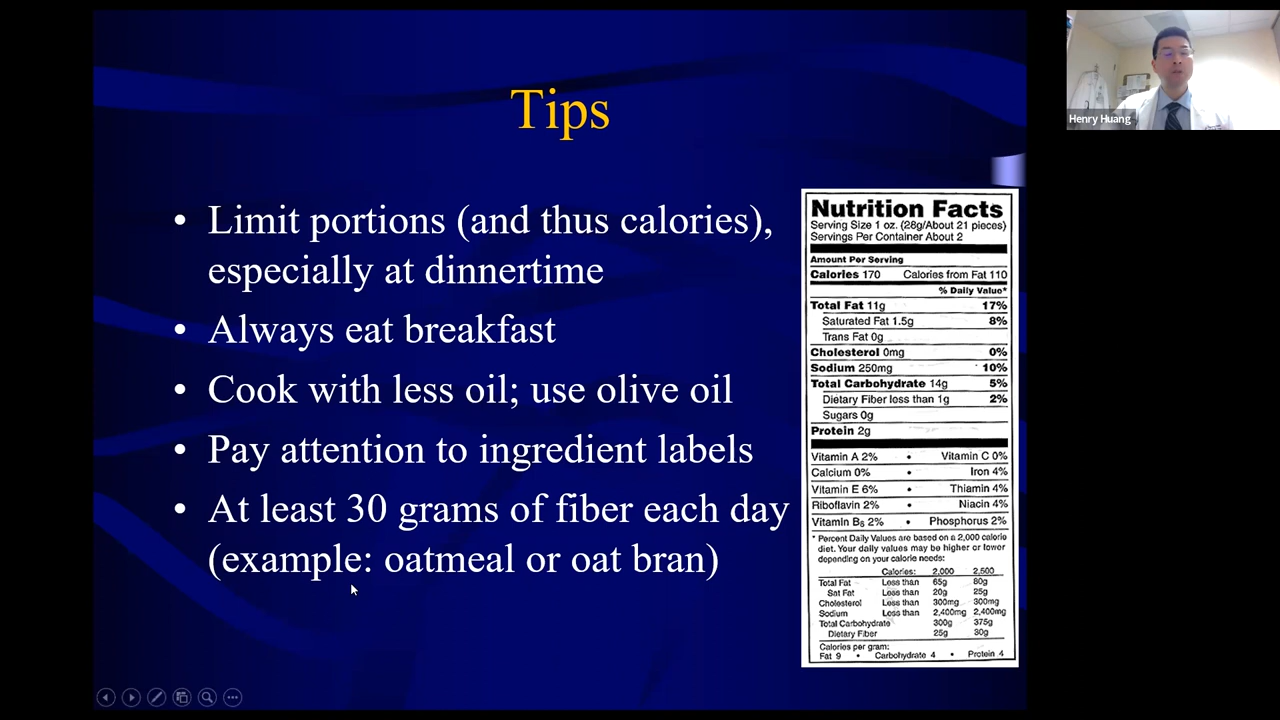 Tips
• Limit portions (and thus calories),
especially at dinnertime
• Always eat breakfast
• Cook with less oil; use olive oil
• Pay attention to ingredient labels
• At least 30 grams of fiber each day
(example: oatmeal or oat bran)
Nutrition Facts
Serving Size 1 oz. (28g/About 21 pieces)
Servings Per Container About 2
Amount Per Serving
Calories 170 Calories from Fat 110
% Daily Value*
Total Fat 11g 17%
Saturated Fat 1.5g 8%
Trans Fat 0g
Cholesterol 0mg 0%
Sodium 250mg 10%
Total Carbohydrate 14g 5%
Dietary Fiber less than 1g 2%
Sugars 0g
Protein 2g
Vitamin A 2% • Vitamin C 0%
Calcium 0% • Iron 4%
Vitamin E 6% • Thiamin 4%
Riboflavin 2% • Niacin 4%
Vitamin B6 2% • Phosphorus 2%
* Percent Daily Values are based on a 2,000 calorie
diet. Your daily values may be higher or lower
depending on your calorie needs:
Calories: 2,000 2,500
Total Fat Less than 65g 80g
Sat Fat Less than 20g 25g
Cholesterol Less than 300mg 300mg
Sodium Less than 2,400mg 2,400mg
Total Carbohydrate 300g 375g
Dietary Fiber 25g 30g
Calories per gram:
Fat 9 • Carbohydrate 4 • Protein 4
Henry Huang